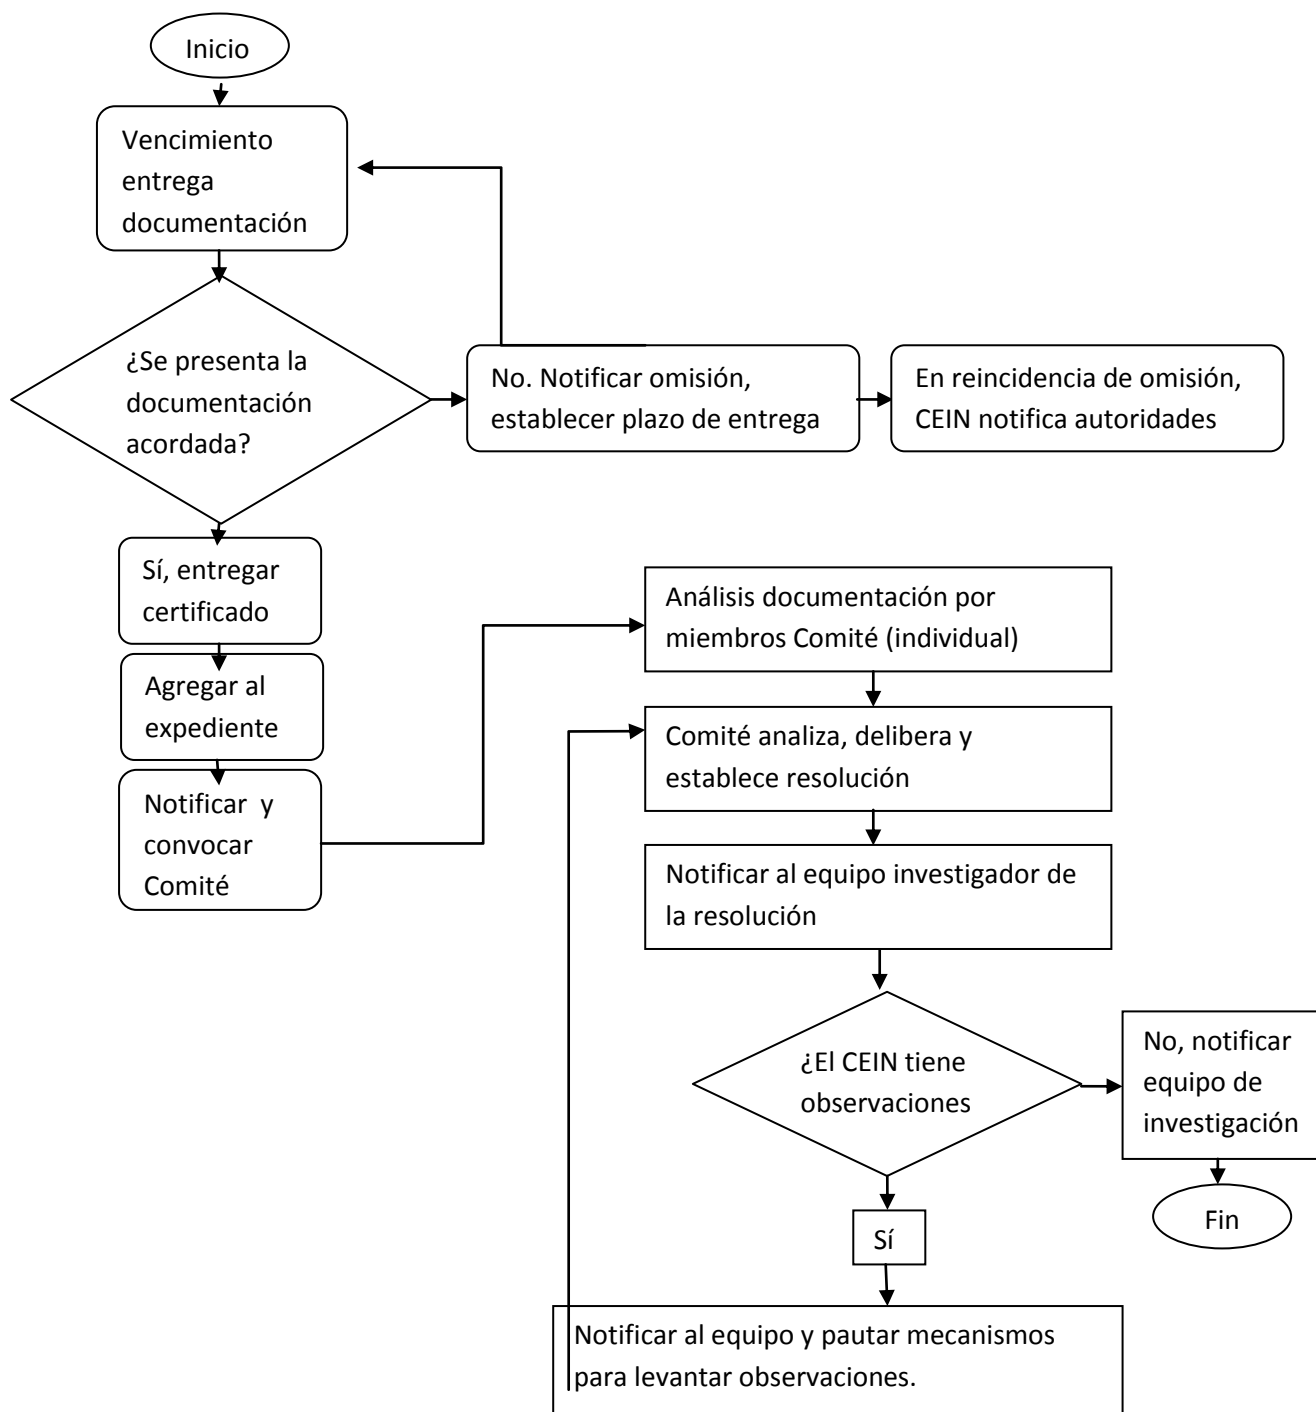 Inicio
Vencimiento
entrega
documentación
¿Se presenta la
documentación
acordada?
No. Notificar omisión,
establecer plazo de entrega
En reincidencia de omisión,
CEIN notifica autoridades
Sí, entregar
certificado
Agregar al
expediente
Notificar y
convocar
Comité
Análisis documentación por
miembros Comité (individual)
Comité analiza, delibera y
establece resolución
Notificar al equipo investigador de
la resolución
¿El CEIN tiene
observaciones
No, notificar
equipo de
investigación
Fin
Sí
Notificar al equipo y pautar mecanismos
para levantar observaciones.